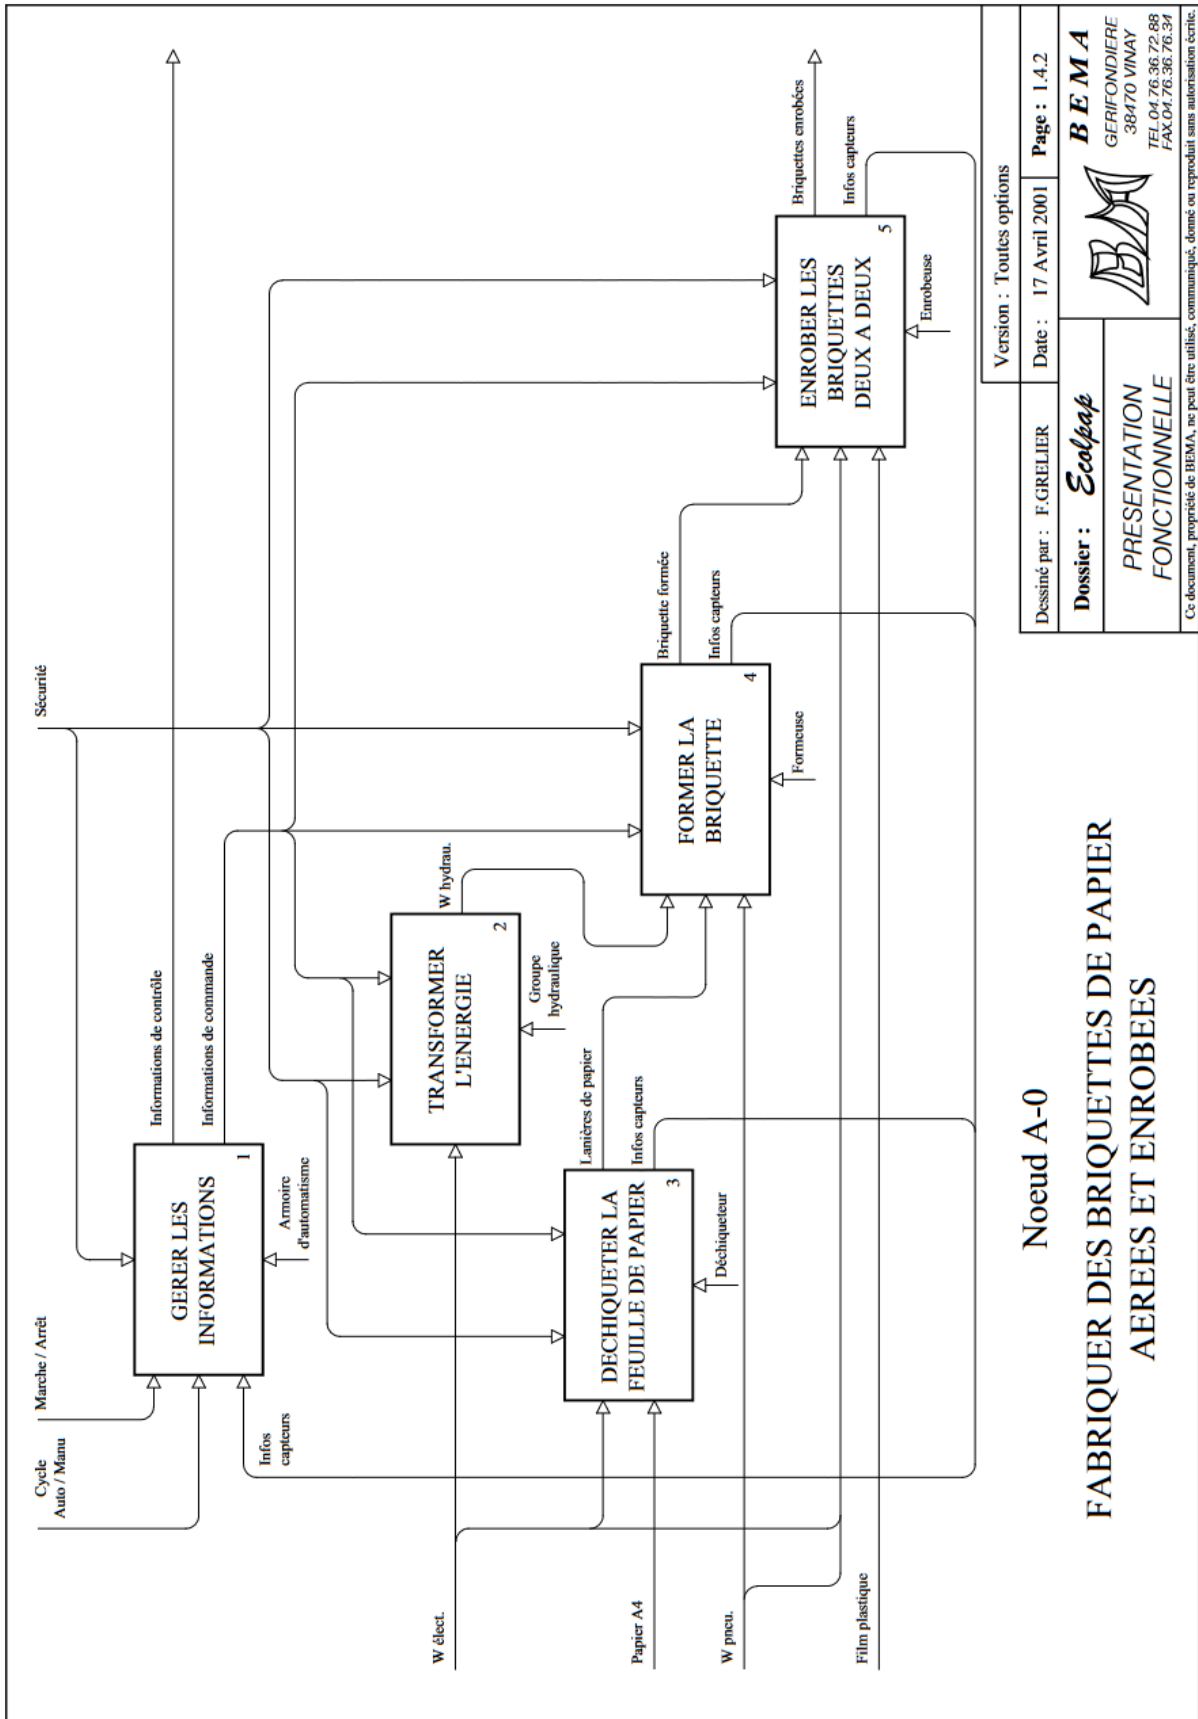 Cycle
Auto / Manu
Marche / Arrêt
Sécurité
GERER LES
INFORMATIONS
1
Informations de contrôle
Informations de commande
Infos
capteurs
Armoire
d'automatisme
W élect.
TRANSFORMER
L'ENERGIE
2
W hydrau.
Groupe
hydraulique
Papier A4
DECHIQUETER LA
FEUILLE DE PAPIER
3
Lanières de papier
Infos capteurs
Déchiqueteur
W pneu.
FORMER LA
BRIQUETTE
4
Briquette formée
Infos capteurs
Formeuse
Film plastique
ENROBER LES
BRIQUETTES
DEUX A DEUX
5
Briquettes enrobées
Infos capteurs
Enrobeuse
Noeud A-0
FABRIQUER DES BRIQUETTES DE PAPIER
AEREES ET ENROBEES
Version : Toutes options
Dessiné par : F.GRELIER
Date : 17 Avril 2001
Page : 1.4.2
Dossier : Ecolpap
PRESENTATION
FONCTIONNELLE
BEMA
B E M A
GERIFONDIERE
38470 VINAY
TEL.04.76.36.72.88
FAX.04.76.36.76.34
Ce document, propriété de BEMA, ne peut être utilisé, communiqué, donné ou reproduit sans autorisation écrite.